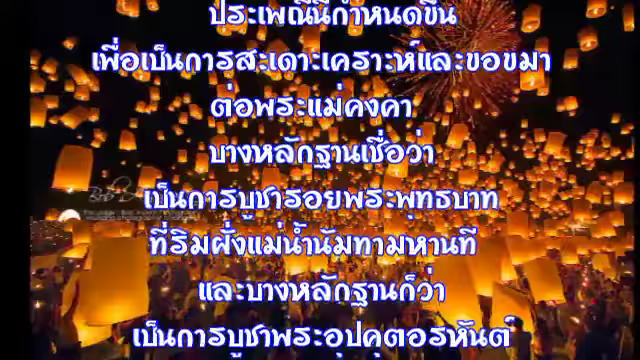 ประเพณีนี้กำหนดขึ้น
เพื่อเป็นการสะเดาะเคราะห์และขอขมา
ต่อพระแม่คงคา
บางหลักฐานเชื่อว่า
เป็นการบูชารอยพระพุทธบาท
ที่ริมฝั่งแม่น้ำนัมทามหานที
และบางหลักฐานก็ว่า
เป็นการบูชาพระอุปคุตอรหันต์